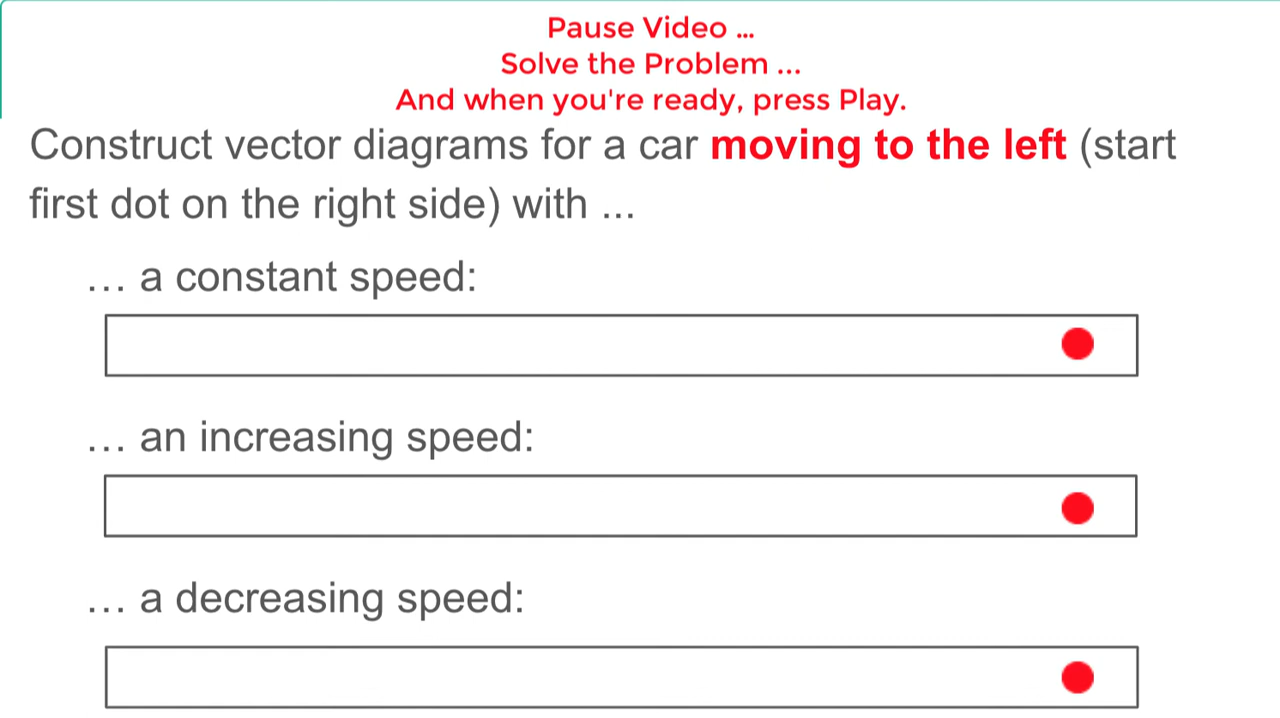 Pause Video ...
Solve the Problem ...
And when you're ready, press Play.
Construct vector diagrams for a car moving to the left (start
first dot on the right side) with ...
... a constant speed:
... an increasing speed:
... a decreasing speed: